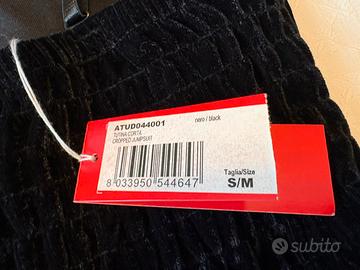 ATUD044001
nero / black
TUTINA CORTA
CROPPED JUMPSUIT
8 033950 544647
Taglia/Size
S/M
subito